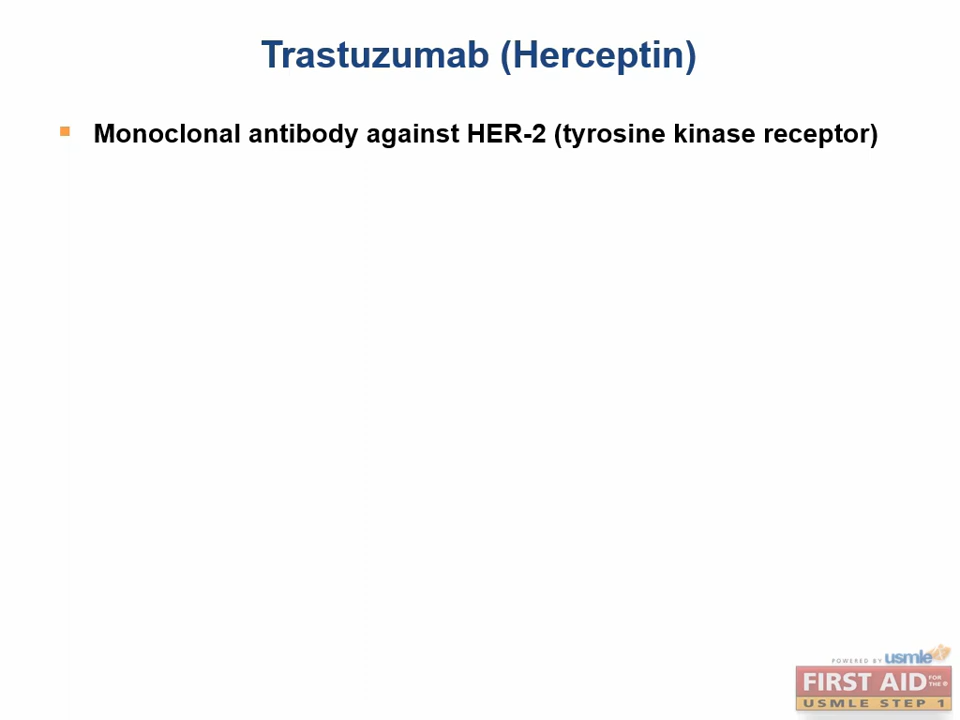 Trastuzumab (Herceptin)
Monoclonal antibody against HER-2 (tyrosine kinase receptor)
POWERED BY usmle
FIRST AID FOR THE ®
USMLE STEP 1